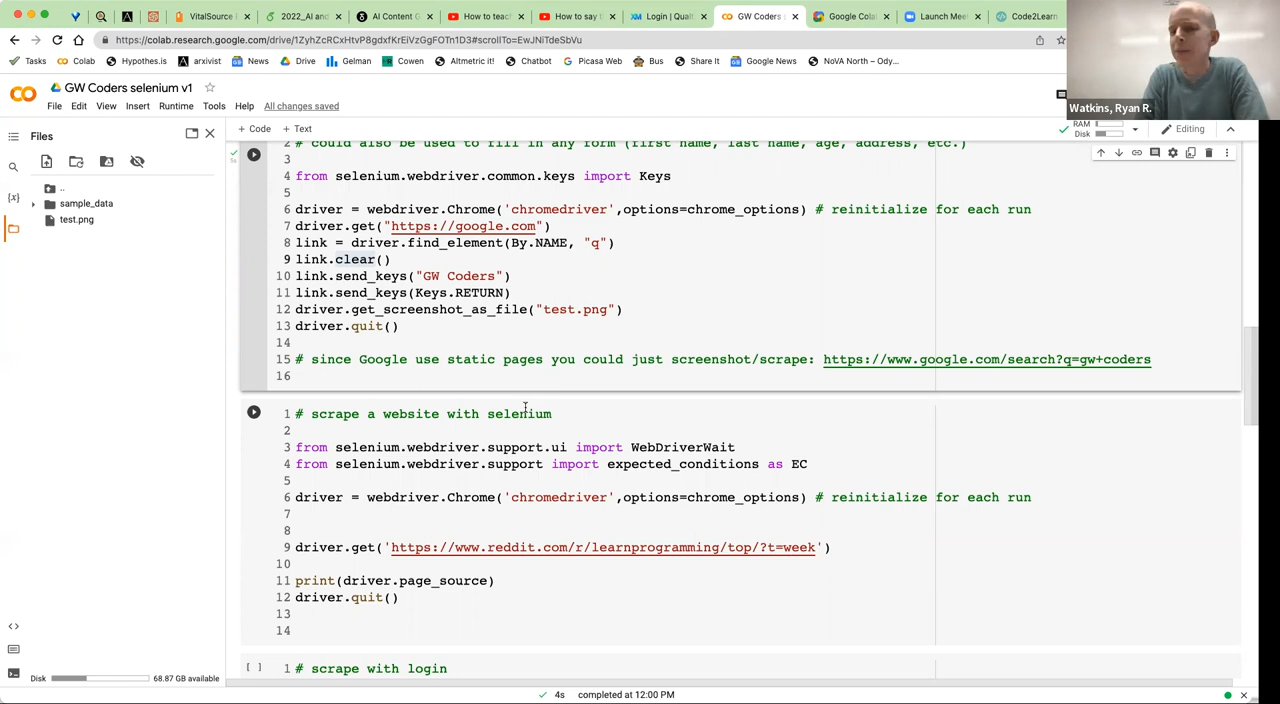 VitalSource
2022_AI and
AI Content G
How to teac
How to say t
Login | Qualt
GW Coders s
Google Cola
Launch Mee
Code2Learn
https://colab.research.google.com/drive/1ZyhZcRCxHtvP8gdxfKrEiVzGgFOTn1D3#scrollTo=EwJNiTdeSbVu
Tasks Colab Hypothes.is arxivist News Drive Gelman Rowen Altmetric it! Chatbot Picasa Web Bus Share It Google News NoVA North – Ody...
GW Coders selenium v1
File Edit View Insert Runtime Tools Help All changes saved
Watkins, Ryan R.
Files
+ Code + Text
RAM
Disk
Editing
..
sample_data
test.png
2 # could also be used to fill in any form (first name, last name, age, address, etc.)
3
4 from selenium.webdriver.common.keys import Keys
5
6 driver = webdriver.Chrome('chromedriver',options=chrome_options) # reinitialize for each run
7 driver.get("https://google.com")
8 link = driver.find_element(By.NAME, "q")
9 link.clear()
10 link.send_keys("GW Coders")
11 link.send_keys(Keys.RETURN)
12 driver.get_screenshot_as_file("test.png")
13 driver.quit()
14
15 # since Google use static pages you could just screenshot/scrape: https://www.google.com/search?q=gw+coders
16
1 # scrape a website with selenium
2
3 from selenium.webdriver.support.ui import WebDriverWait
4 from selenium.webdriver.support import expected_conditions as EC
5
6 driver = webdriver.Chrome('chromedriver',options=chrome_options) # reinitialize for each run
7
8
9 driver.get('https://www.reddit.com/r/learnprogramming/top/?t=week')
10
11 print(driver.page_source)
12 driver.quit()
13
14
[ ] 1 # scrape with login
Disk 68.87 GB available
4s completed at 12:00 PM